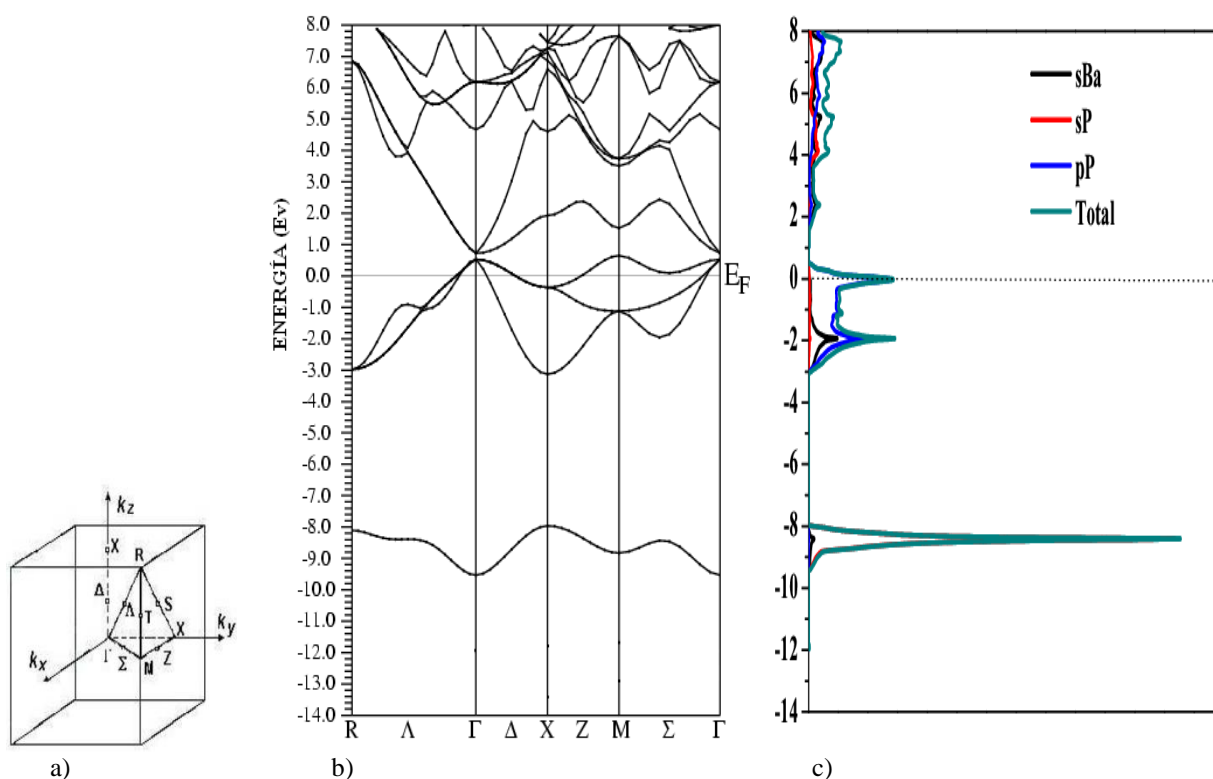 kz
X
R
Δ
Λ
T
S
X
ky
Γ
Σ
M
Z
kx
a)
ENERGÍA (Ev)
8.0
7.0
6.0
5.0
4.0
3.0
2.0
1.0
0.0
-1.0
-2.0
-3.0
-4.0
-5.0
-6.0
-7.0
-8.0
-9.0
-10.0
-11.0
-12.0
-13.0
-14.0
E_F
R Λ Γ Δ X Z M Σ Γ
b)
8
6
4
2
0
-2
-4
-6
-8
-10
-12
-14
sBa
sP
pP
Total
c)